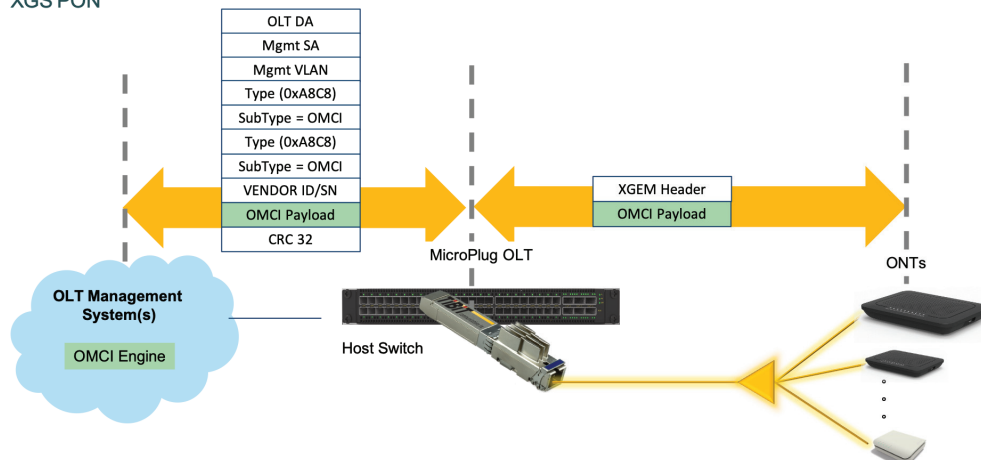 XGS PON
OLT DA
Mgmt SA
Mgmt VLAN
Type (0xA8C8)
SubType = OMCI
Type (0xA8C8)
SubType = OMCI
VENDOR ID/SN
OMCI Payload
CRC 32
XGEM Header
OMCI Payload
MicroPlug OLT
ONTs
OLT Management
System(s)
OMCI Engine
Host Switch